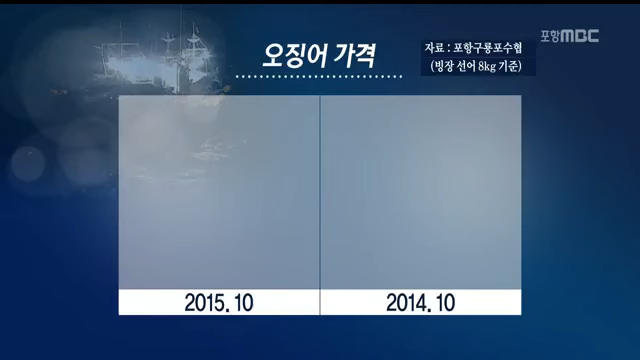 오징어 가격
자료 : 포항구룡포수협
(빙장 선어 8kg 기준)
포항MBC
2015.10
2014.10